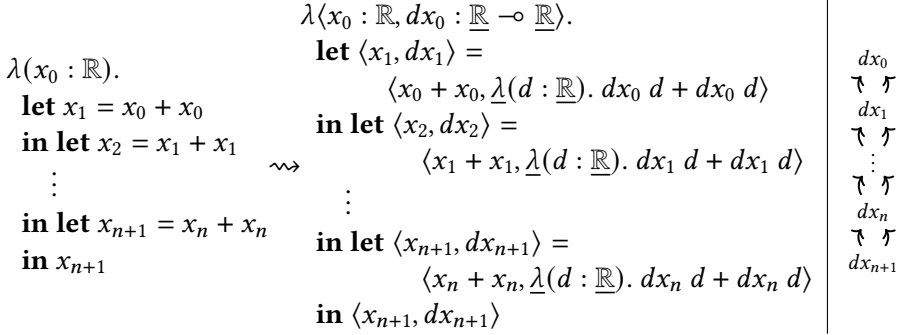 λ(x₀ : ℝ).
let x₁ = x₀ + x₀
in let x₂ = x₁ + x₁
⋮
in let xₙ₊₁ = xₙ + xₙ
in xₙ₊₁
⇝
λ⟨x₀ : ℝ, dx₀ : ℝ̲ ⊸ ℝ̲⟩.
let ⟨x₁, dx₁⟩ =
⟨x₀ + x₀, λ̲(d : ℝ̲). dx₀ d + dx₀ d⟩
in let ⟨x₂, dx₂⟩ =
⟨x₁ + x₁, λ̲(d : ℝ̲). dx₁ d + dx₁ d⟩
⋮
in let ⟨xₙ₊₁, dxₙ₊₁⟩ =
⟨xₙ + xₙ, λ̲(d : ℝ̲). dxₙ d + dxₙ d⟩
in ⟨xₙ₊₁, dxₙ₊₁⟩
dx₀
dx₁
⋮
dxₙ
dxₙ₊₁